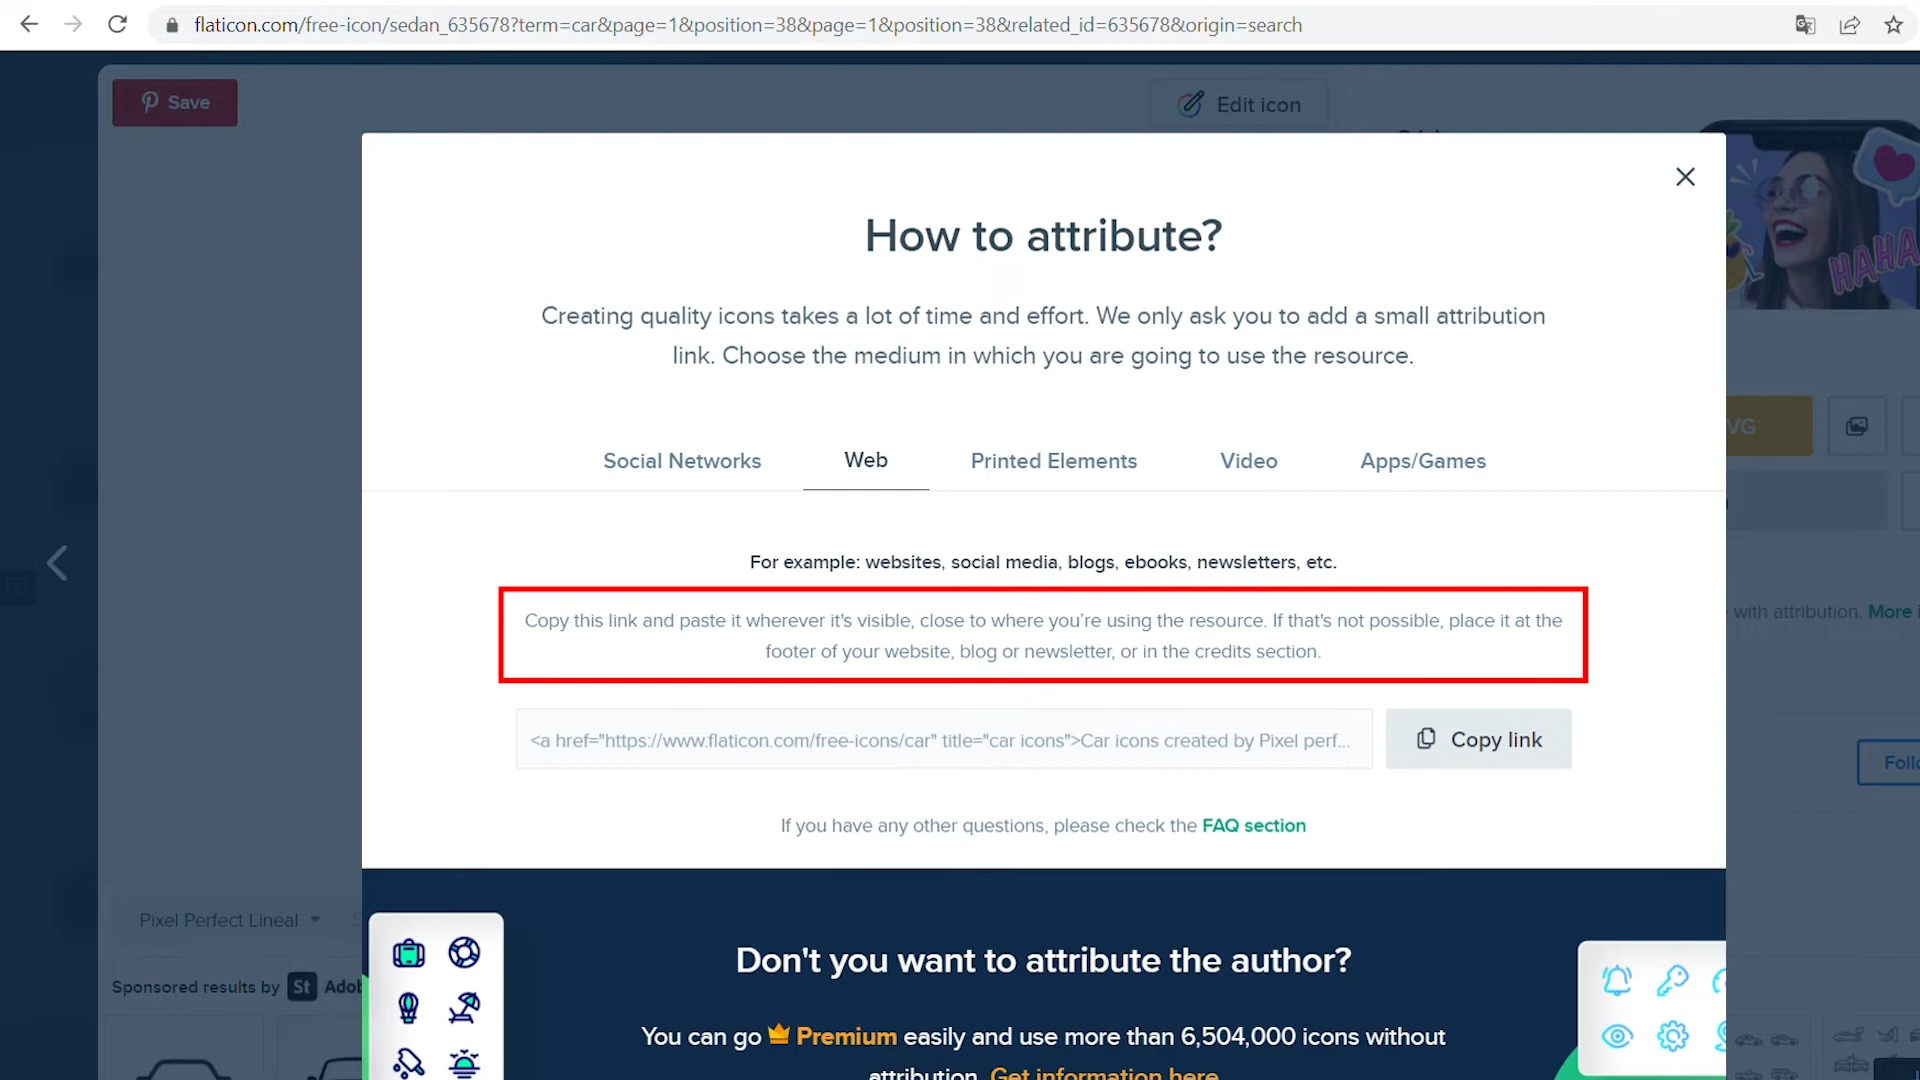 flaticon.com/free-icon/sedan_635678?term=car&page=1&position=38&page=1&position=38&related_id=635678&origin=search
Save
Edit icon
How to attribute?
Creating quality icons takes a lot of time and effort. We only ask you to add a small attribution
link. Choose the medium in which you are going to use the resource.
HAHA
VG
Social Networks
Web
Printed Elements
Video
Apps/Games
For example: websites, social media, blogs, ebooks, newsletters, etc.
Copy this link and paste it wherever it's visible, close to where you’re using the resource. If that's not possible, place it at the
footer of your website, blog or newsletter, or in the credits section.
with attribution. More
<a href="https://www.flaticon.com/free-icons/car" title="car icons">Car icons created by Pixel perf...
Copy link
Follo
If you have any other questions, please check the FAQ section
Pixel Perfect Lineal
Don't you want to attribute the author?
Sponsored results by St Adob
You can go Premium easily and use more than 6,504,000 icons without
attribution. Get information here